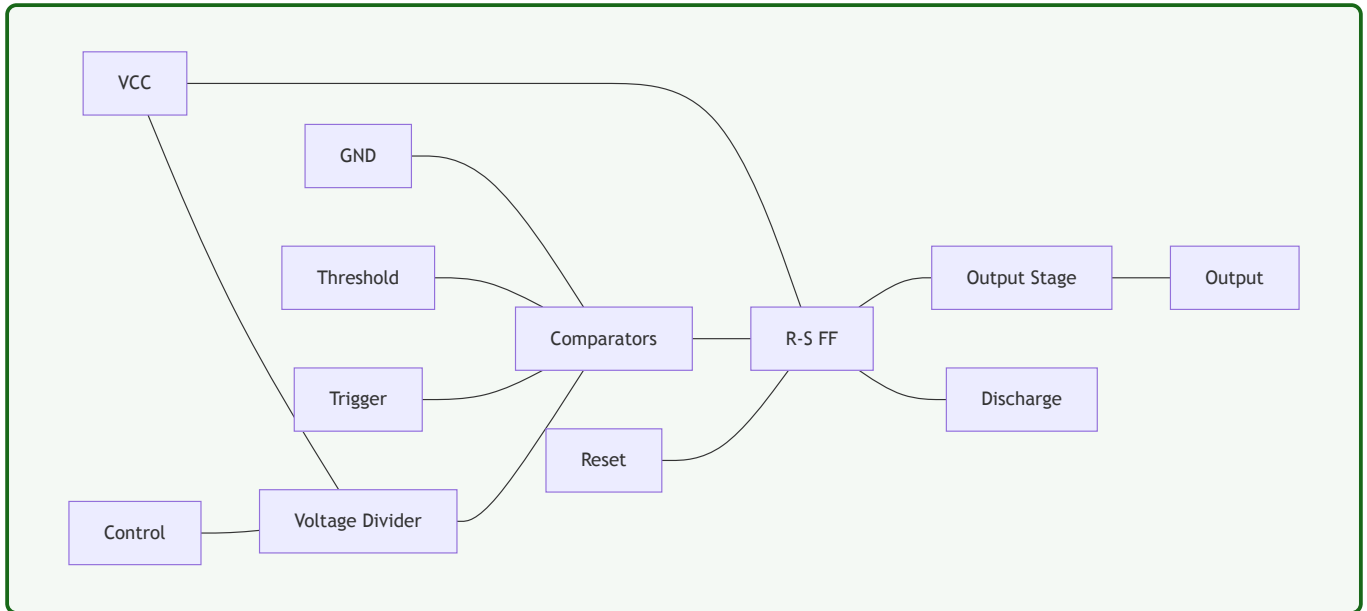 VCC
GND
Threshold
Output Stage
Output
Comparators
R-S FF
Trigger
Discharge
Reset
Voltage Divider
Control